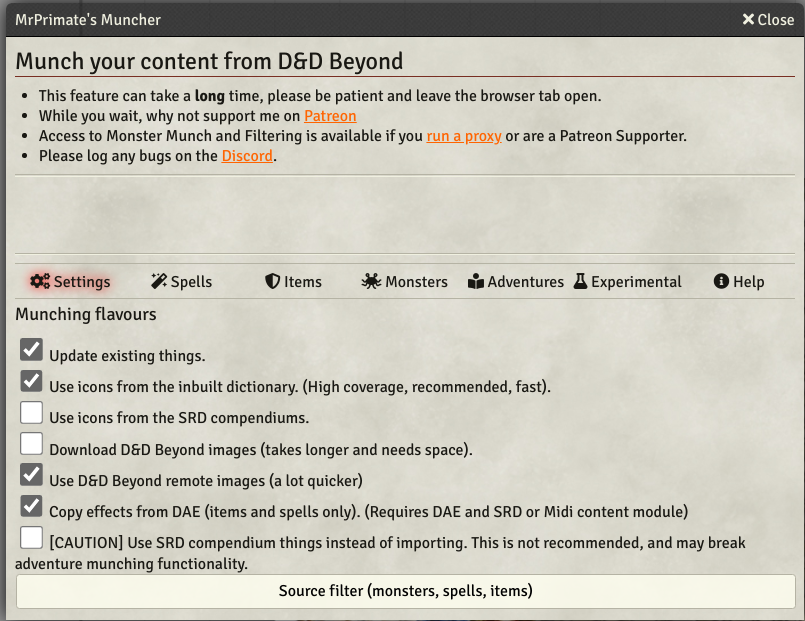 MrPrimate's Muncher
Close
Munch your content from D&D Beyond
This feature can take a long time, please be patient and leave the browser tab open.
While you wait, why not support me on Patreon
Access to Monster Munch and Filtering is available if you run a proxy or are a Patreon Supporter.
Please log any bugs on the Discord.
Settings Spells Items Monsters Adventures Experimental Help
Munching flavours
Update existing things.
Use icons from the inbuilt dictionary. (High coverage, recommended, fast).
Use icons from the SRD compendiums.
Download D&D Beyond images (takes longer and needs space).
Use D&D Beyond remote images (a lot quicker)
Copy effects from DAE (items and spells only). (Requires DAE and SRD or Midi content module)
[CAUTION] Use SRD compendium things instead of importing. This is not recommended, and may break
adventure munching functionality.
Source filter (monsters, spells, items)